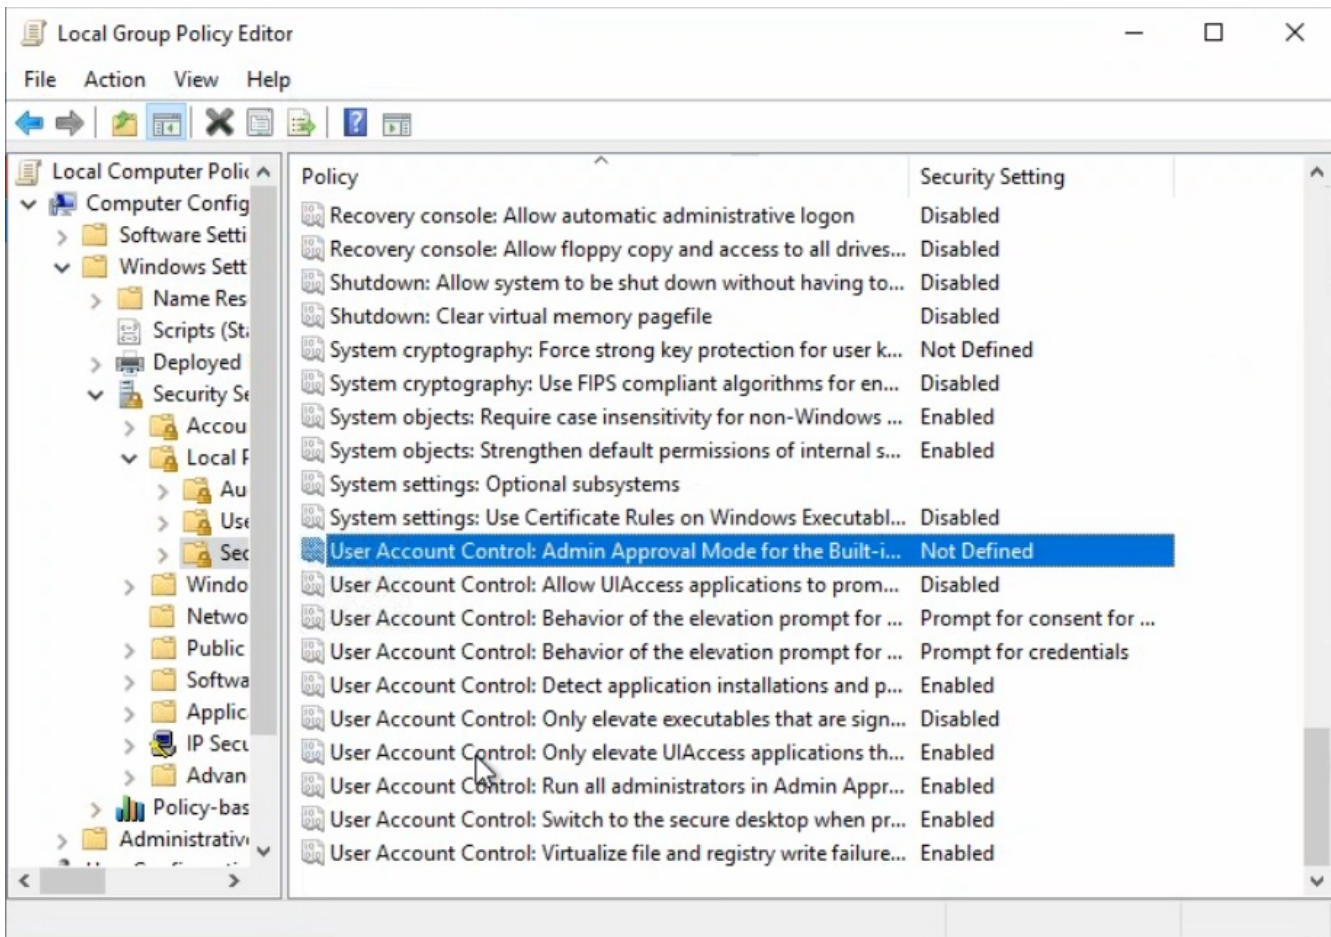 Local Group Policy Editor
File Action View Help
Local Computer Polic
Computer Config
Software Setti
Windows Sett
Name Res
Scripts (Sta
Deployed
Security Se
Accou
Local P
Au
Use
Sec
Windo
Netwo
Public
Softwa
Applic
IP Secu
Advan
Policy-bas
Administrativ
Policy Security Setting
Recovery console: Allow automatic administrative logon Disabled
Recovery console: Allow floppy copy and access to all drives... Disabled
Shutdown: Allow system to be shut down without having to... Disabled
Shutdown: Clear virtual memory pagefile Disabled
System cryptography: Force strong key protection for user k... Not Defined
System cryptography: Use FIPS compliant algorithms for en... Disabled
System objects: Require case insensitivity for non-Windows ... Enabled
System objects: Strengthen default permissions of internal s... Enabled
System settings: Optional subsystems
System settings: Use Certificate Rules on Windows Executabl... Disabled
User Account Control: Admin Approval Mode for the Built-i... Not Defined
User Account Control: Allow UIAccess applications to prom... Disabled
User Account Control: Behavior of the elevation prompt for ... Prompt for consent for ...
User Account Control: Behavior of the elevation prompt for ... Prompt for credentials
User Account Control: Detect application installations and p... Enabled
User Account Control: Only elevate executables that are sign... Disabled
User Account Control: Only elevate UIAccess applications th... Enabled
User Account Control: Run all administrators in Admin Appr... Enabled
User Account Control: Switch to the secure desktop when pr... Enabled
User Account Control: Virtualize file and registry write failure... Enabled